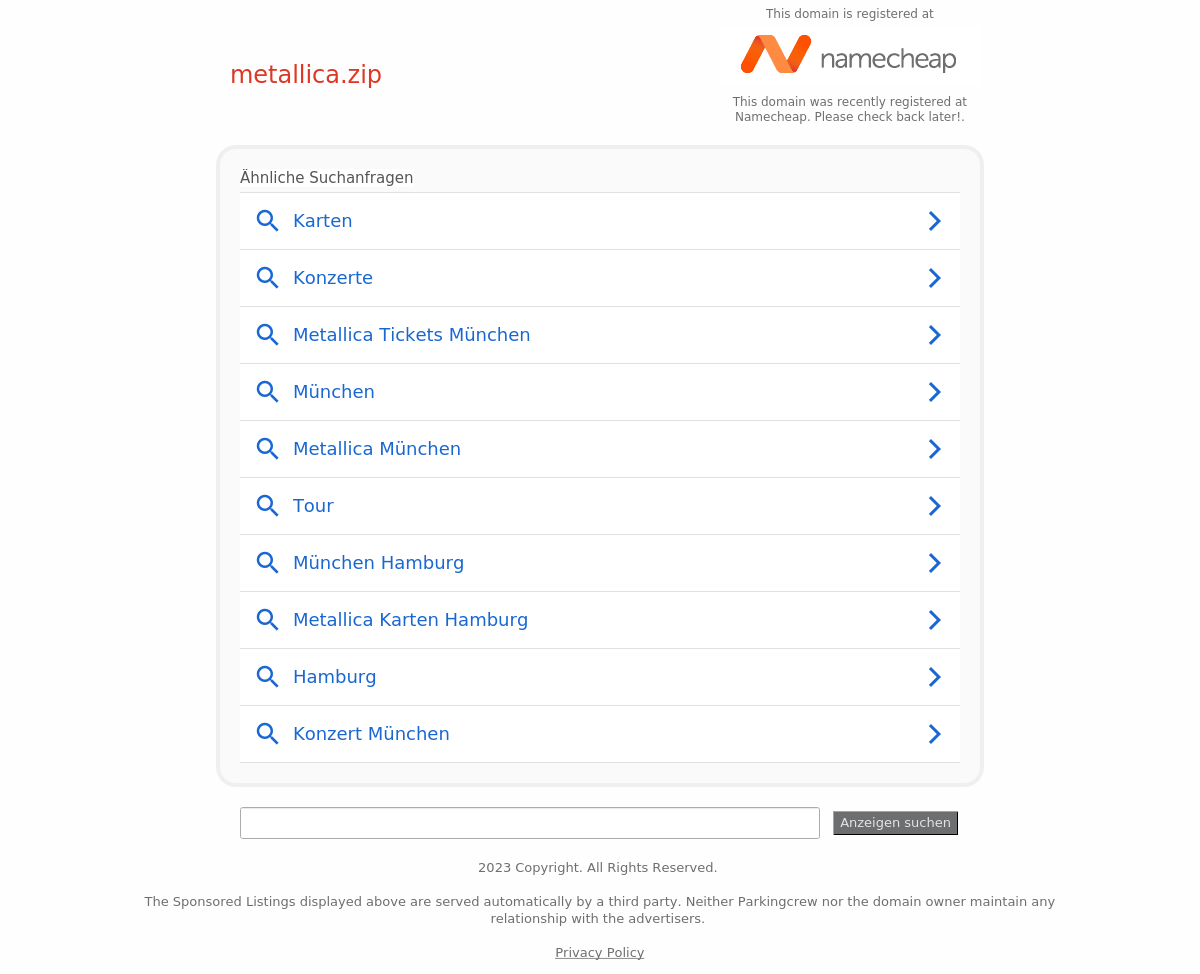 This domain is registered at
namecheap
metallica.zip
This domain was recently registered at
Namecheap. Please check back later!.
Ähnliche Suchanfragen
Karten
Konzerte
Metallica Tickets München
München
Metallica München
Tour
München Hamburg
Metallica Karten Hamburg
Hamburg
Konzert München
Anzeigen suchen
2023 Copyright. All Rights Reserved.
The Sponsored Listings displayed above are served automatically by a third party. Neither Parkingcrew nor the domain owner maintain any
relationship with the advertisers.
Privacy Policy